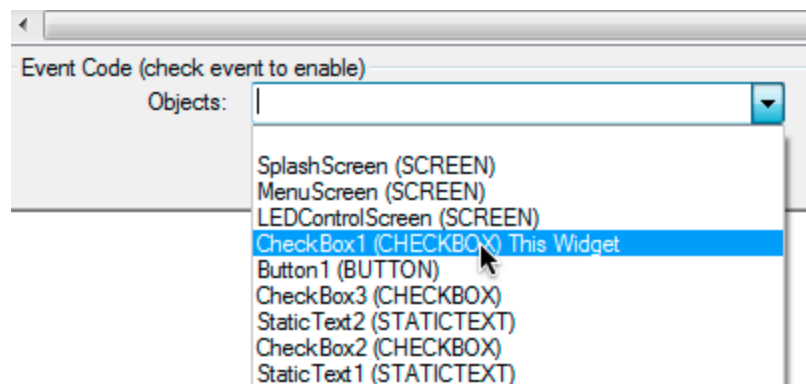 Event Code (check event to enable)
Objects:
SplashScreen (SCREEN)
MenuScreen (SCREEN)
LEDControlScreen (SCREEN)
CheckBox1 (CHECKBOX) This Widget
Button1 (BUTTON)
CheckBox3 (CHECKBOX)
StaticText2 (STATICTEXT)
CheckBox2 (CHECKBOX)
StaticText1 (STATICTEXT)